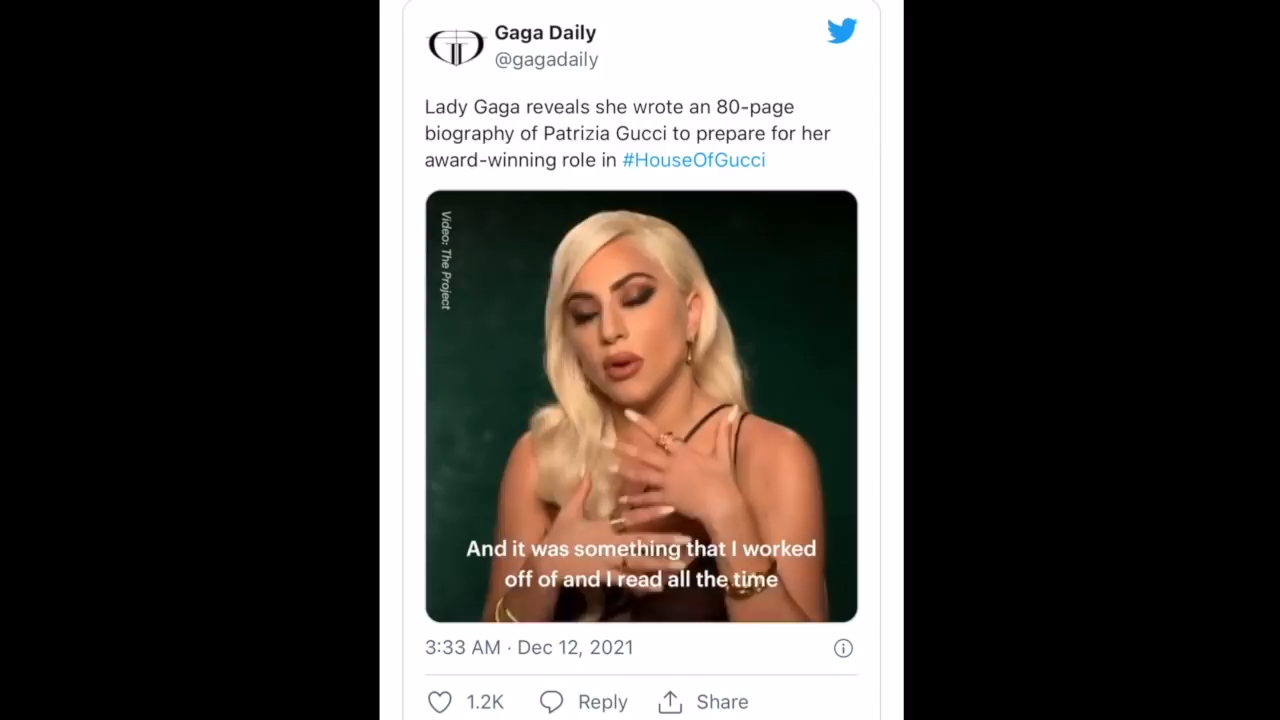 Gaga Daily
@gagadaily
Lady Gaga reveals she wrote an 80-page
biography of Patrizia Gucci to prepare for her
award-winning role in #HouseOfGucci
Video: The Project
And it was something that I worked
off of and I read all the time
3:33 AM · Dec 12, 2021
1.2K Reply Share